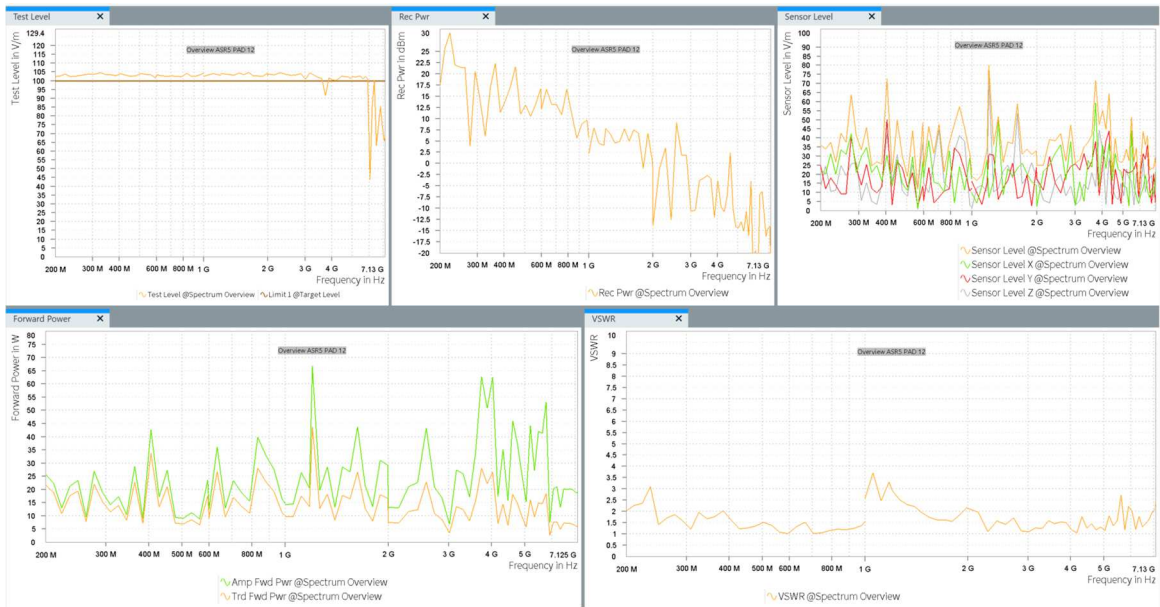 Test Level ×
Test Level in V/m
129.4
120
115
110
105
100
95
90
85
80
75
70
65
60
55
50
45
40
35
30
25
20
15
10
5
0
Overview ASR5 PAD 12
200 M 300 M 400 M 600 M 800 M 1 G 2 G 3 G 4 G 7.13 G
Frequency in Hz
Test Level @Spectrum Overview Limit 1 @Target Level
Rec Pwr ×
Rec Pwr in dBm
30
27.5
25
22.5
20
17.5
15
12.5
10
7.5
5
2.5
0
-2.5
-5
-7.5
-10
-12.5
-15
-17.5
-20
Overview ASR5 PAD 12
200 M 300 M 400 M 600 M 800 M 1 G 2 G 3 G 4 G 7.13 G
Frequency in Hz
Rec Pwr @Spectrum Overview
Sensor Level ×
Sensor Level in V/m
100
90
80
70
60
50
40
30
20
10
0
Overview ASR5 PAD 12
200 M 300 M 400 M 600 M 800 M 1 G 2 G 3 G 4 G 5 G 7.13 G
Frequency in Hz
Sensor Level @Spectrum Overview
Sensor Level X @Spectrum Overview
Sensor Level Y @Spectrum Overview
Sensor Level Z @Spectrum Overview
Forward Power ×
Forward Power in W
80
75
70
65
60
55
50
45
40
35
30
25
20
15
10
5
0
Overview ASR5 PAD 12
200 M 300 M 400 M 500 M 600 M 800 M 1 G 2 G 3 G 4 G 5 G 7.125 G
Frequency in Hz
Amp Fwd Pwr @Spectrum Overview
Trd Fwd Pwr @Spectrum Overview
VSWR ×
VSWR
10
9
8
7.5
7
6.5
6
5.5
5
4.5
4
3.5
3
2.5
2
1.5
1
0.5
0
Overview ASR5 PAD 12
200 M 300 M 400 M 500 M 600 M 800 M 1 G 2 G 3 G 4 G 5 G 7.13 G
Frequency in Hz
VSWR @Spectrum Overview